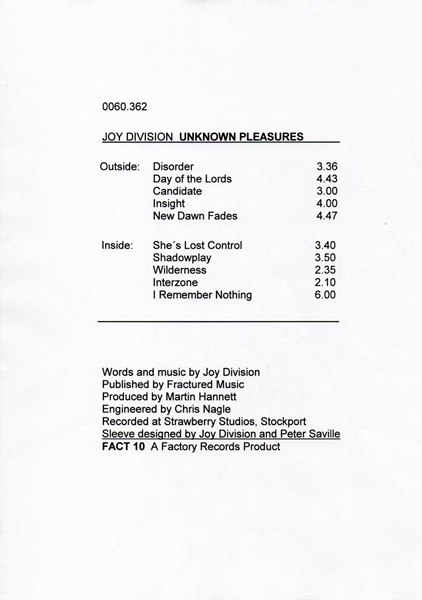 0060.362
JOY DIVISION UNKNOWN PLEASURES
Outside: Disorder 3.36
Day of the Lords 4.43
Candidate 3.00
Insight 4.00
New Dawn Fades 4.47
Inside: She´s Lost Control 3.40
Shadowplay 3.50
Wilderness 2.35
Interzone 2.10
I Remember Nothing 6.00
Words and music by Joy Division
Published by Fractured Music
Produced by Martin Hannett
Engineered by Chris Nagle
Recorded at Strawberry Studios, Stockport
Sleeve designed by Joy Division and Peter Saville
FACT 10 A Factory Records Product